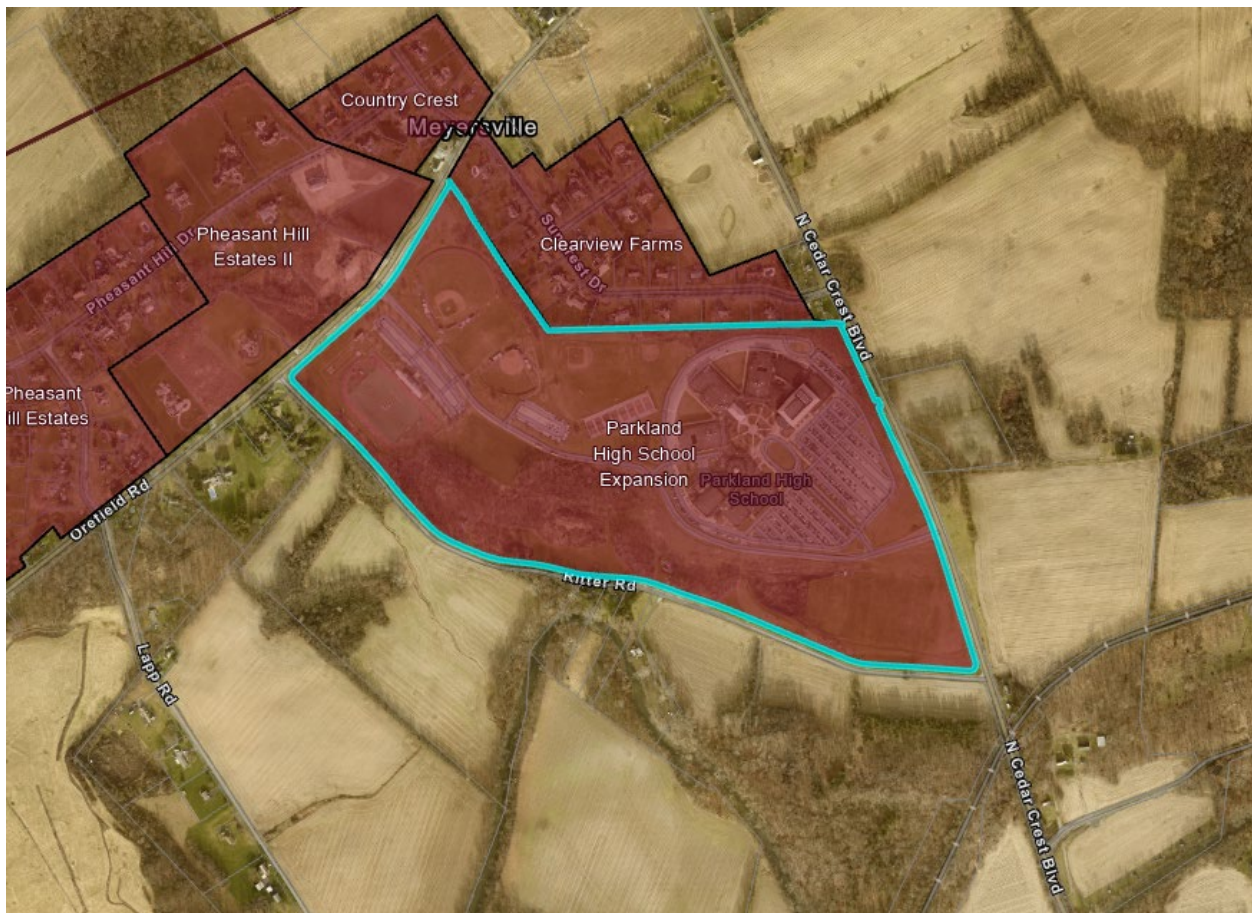 Country Crest
Meyersville
Pheasant Hill
Estates II
Pheasant Hill Dr
Clearview Farms
Suncrest Dr
N Cedar Crest Blvd
Pheasant
ill Estates
Parkland
High School
Expansion
Parkland High
School
Orefield Rd
Ritter Rd
Lapp Rd
N Cedar Crest Blvd